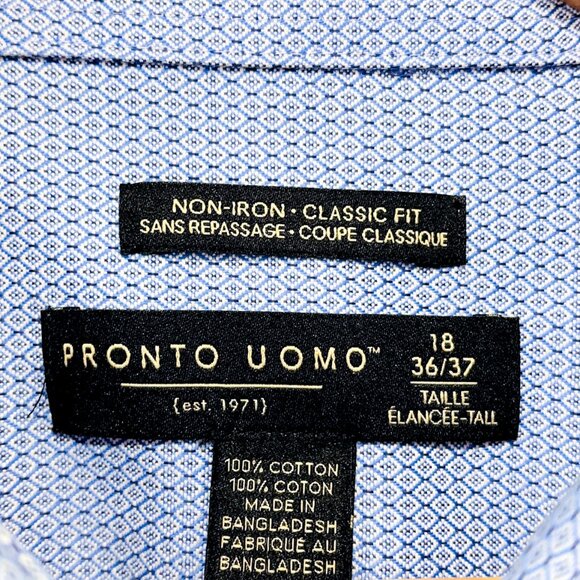 NON-IRON · CLASSIC FIT
SANS REPASSAGE · COUPE CLASSIQUE
PRONTO UOMO™
{est. 1971}
18
36/37
TAILLE
ÉLANCÉE-TALL
100% COTTON
100% COTON
MADE IN
BANGLADESH
FABRIQUÉ AU
BANGLADESH